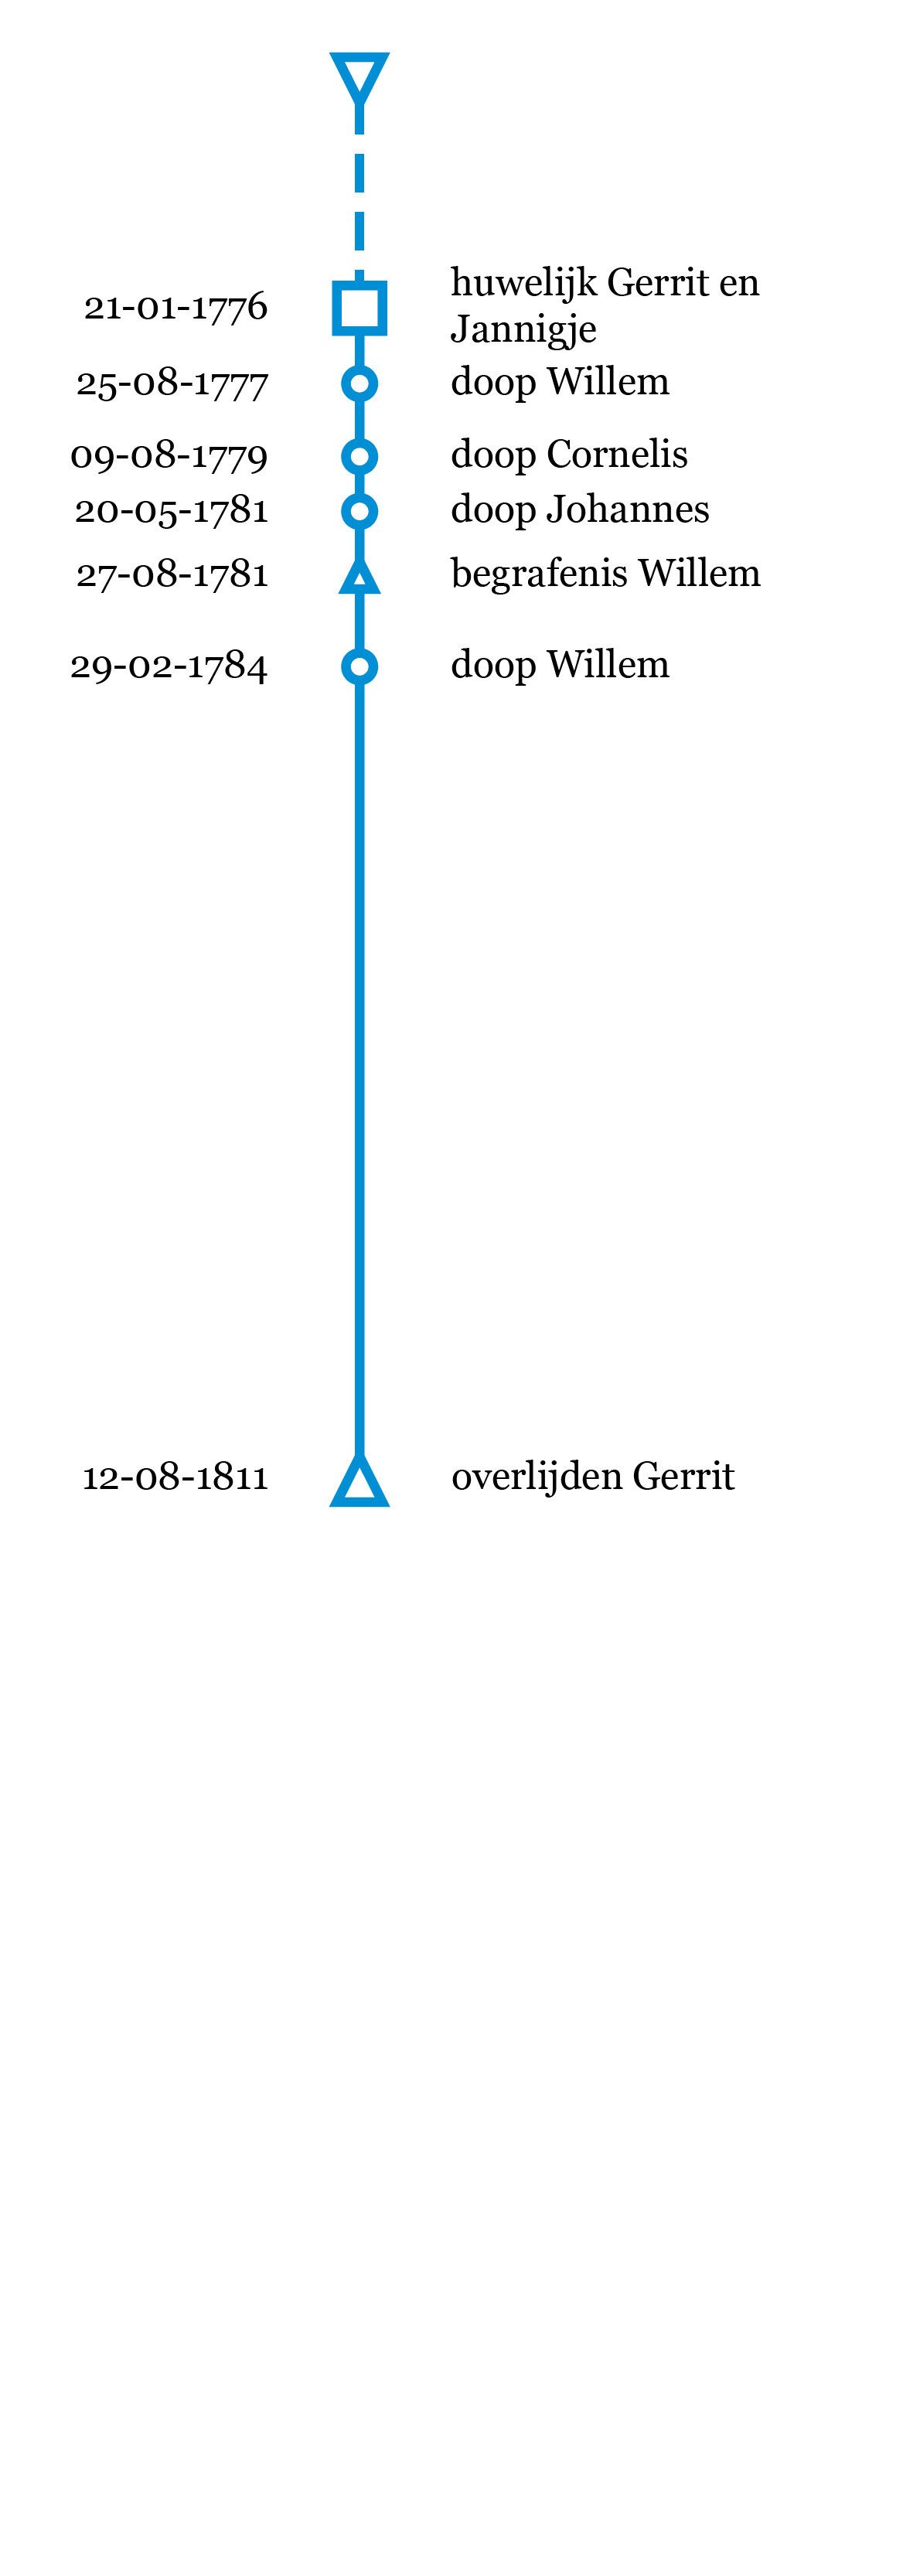 21-01-1776 huwelijk Gerrit en
Jannigje
25-08-1777 doop Willem
09-08-1779 doop Cornelis
20-05-1781 doop Johannes
27-08-1781 begrafenis Willem
29-02-1784 doop Willem
12-08-1811 overlijden Gerrit